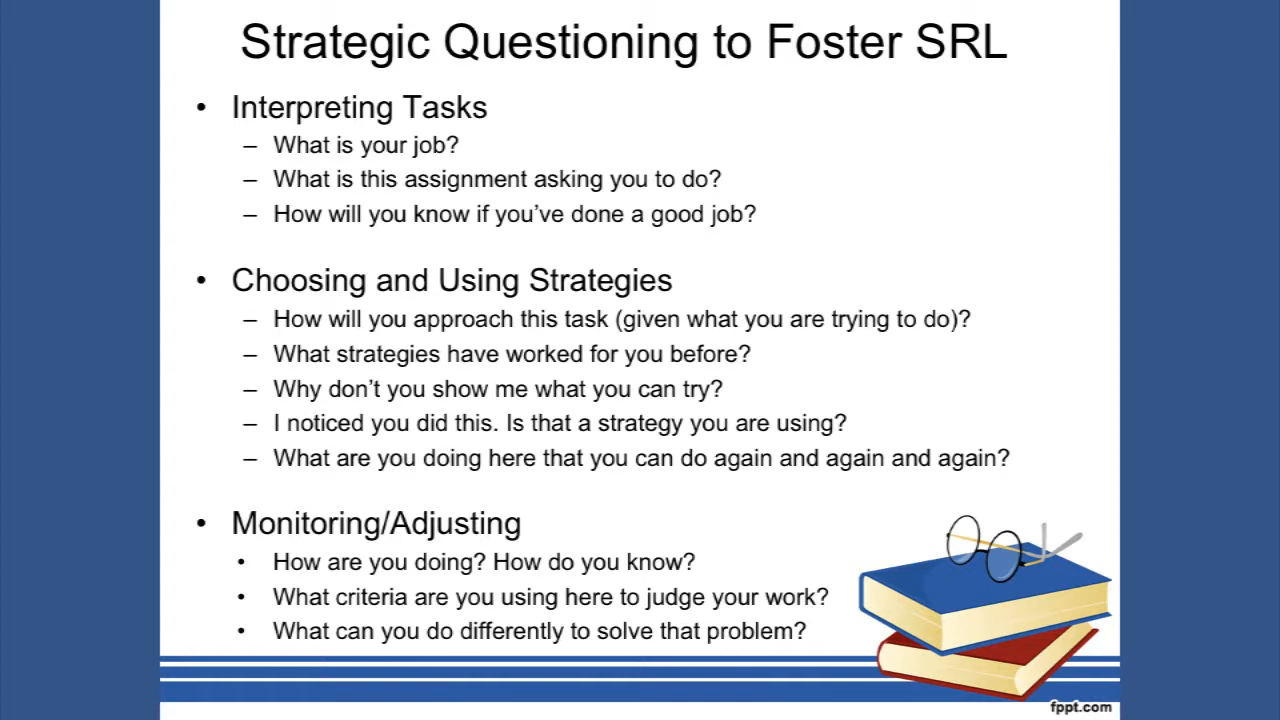 Strategic Questioning to Foster SRL
• Interpreting Tasks
– What is your job?
– What is this assignment asking you to do?
– How will you know if you’ve done a good job?
• Choosing and Using Strategies
– How will you approach this task (given what you are trying to do)?
– What strategies have worked for you before?
– Why don’t you show me what you can try?
– I noticed you did this. Is that a strategy you are using?
– What are you doing here that you can do again and again and again?
• Monitoring/Adjusting
• How are you doing? How do you know?
• What criteria are you using here to judge your work?
• What can you do differently to solve that problem?
fppt.com